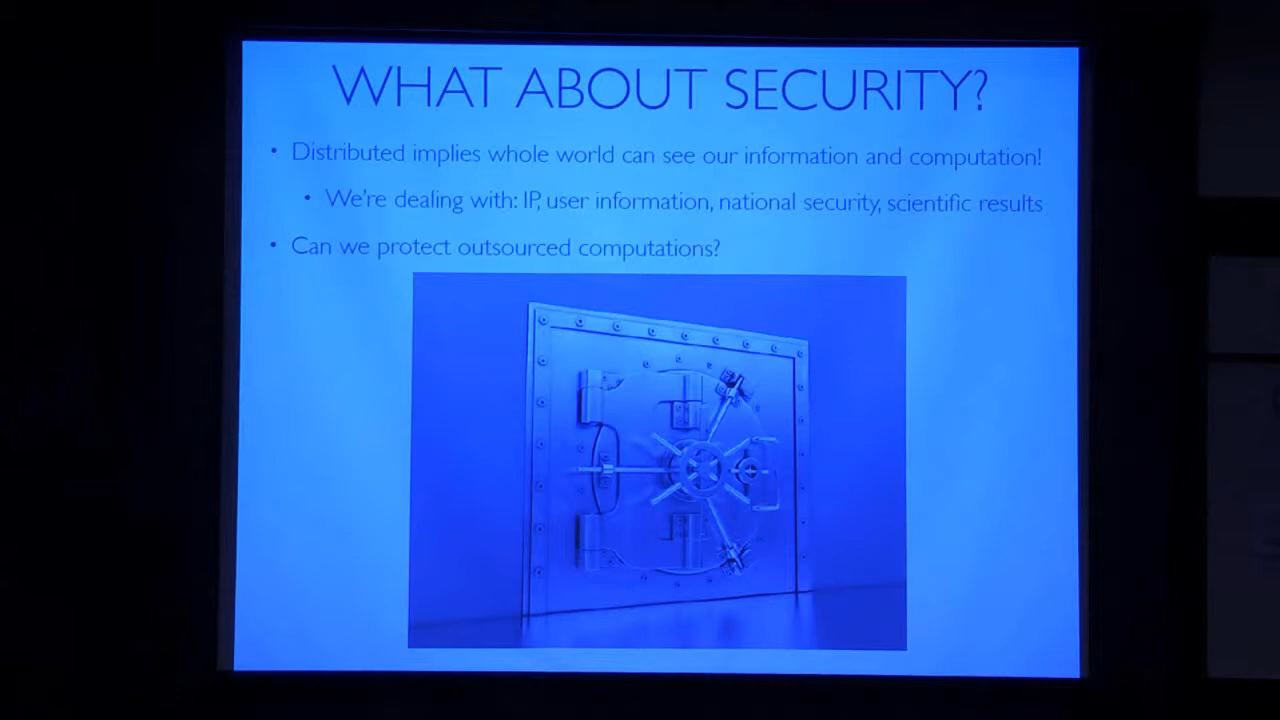 WHAT ABOUT SECURITY?
• Distributed implies whole world can see our information and computation!
• We're dealing with: IP, user information, national security, scientific results
• Can we protect outsourced computations?